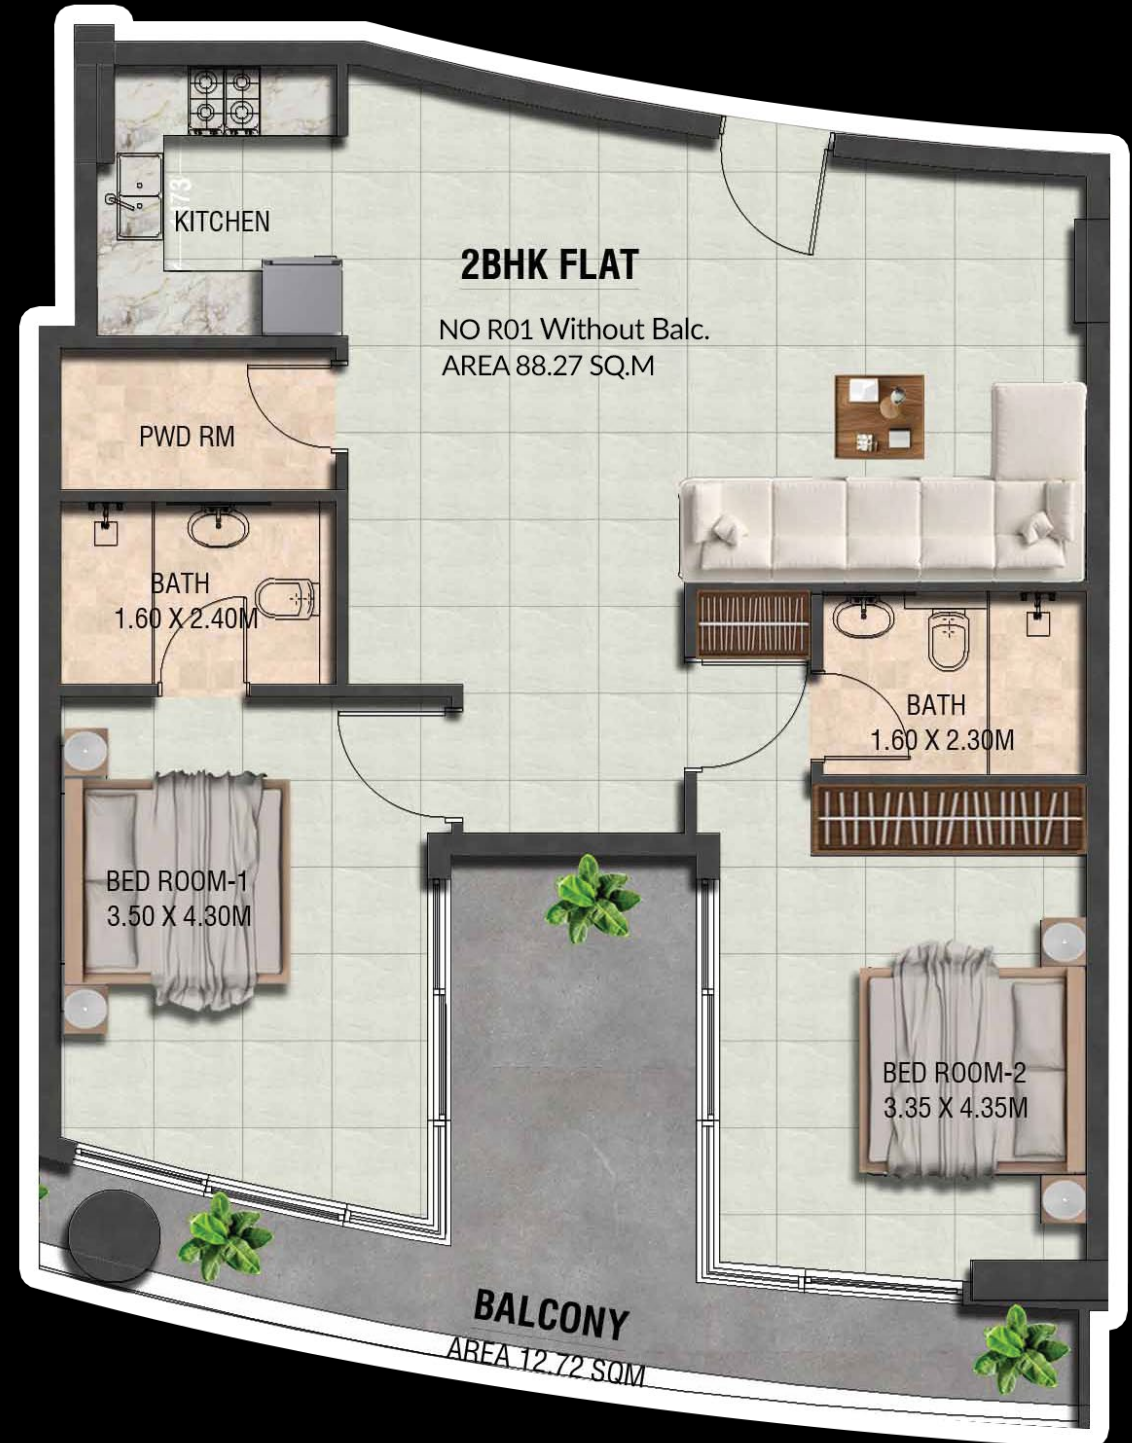 KITCHEN
2BHK FLAT
NO R01 Without Balc.
AREA 88.27 SQ.M
PWD RM
BATH
1.60 X 2.40M
BATH
1.60 X 2.30M
BED ROOM-1
3.50 X 4.30M
BED ROOM-2
3.35 X 4.35M
BALCONY
AREA 12.72 SQM